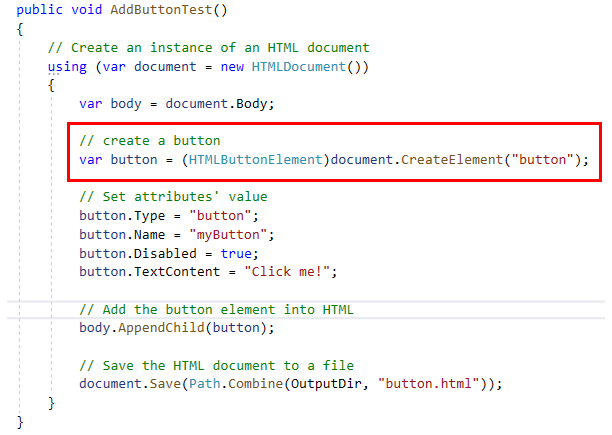 public void AddButtonTest()
{
// Create an instance of an HTML document
using (var document = new HTMLDocument())
{
var body = document.Body;
// create a button
var button = (HTMLButtonElement)document.CreateElement("button");
// Set attributes' value
button.Type = "button";
button.Name = "myButton";
button.Disabled = true;
button.TextContent = "Click me!";
// Add the button element into HTML
body.AppendChild(button);
// Save the HTML document to a file
document.Save(Path.Combine(OutputDir, "button.html"));
}
}